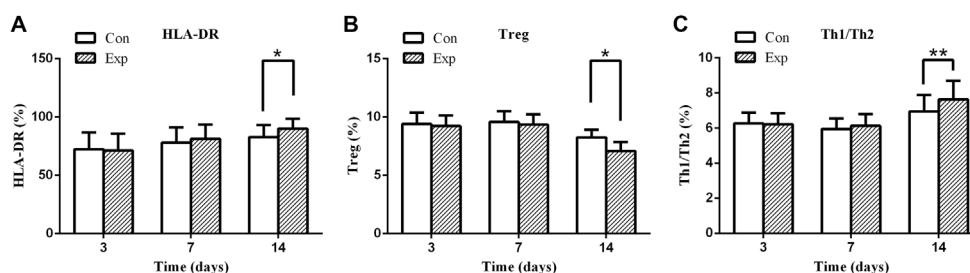 A
HLA-DR
Con
Exp
*
150
100
50
0
HLA-DR (%)
3 7 14
Time (days)
B
Treg
Con
Exp
*
15
10
5
0
Treg (%)
3 7 14
Time (days)
C
Th1/Th2
Con
Exp
**
10
8
6
4
2
0
Th1/Th2 (%)
3 7 14
Time (days)